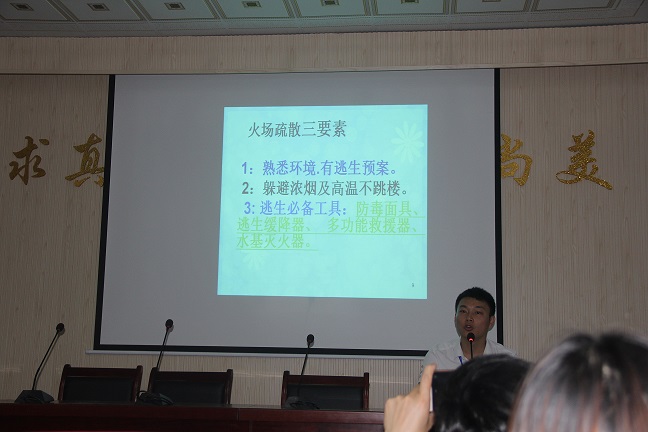 求真 尚美
火场疏散三要素
1：熟悉环境.有逃生预案。
2：躲避浓烟及高温不跳楼。
3: 逃生必备工具：防毒面具、
逃生缓降器、 多功能救援器、
水基灭火器。
4